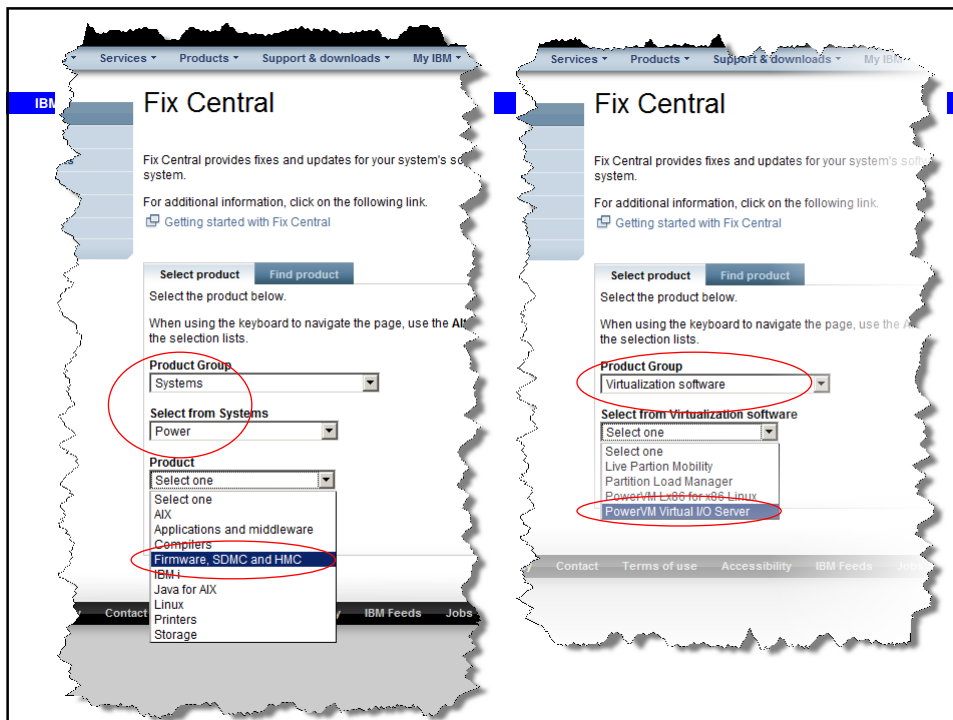 Services Products Support & downloads My IBM
IBM
Fix Central
Fix Central provides fixes and updates for your system's
system.
For additional information, click on the following link.
Getting started with Fix Central
Select product Find product
Select the product below.
When using the keyboard to navigate the page, use the Alt
the selection lists.
Product Group
Systems
Select from Systems
Power
Product
Select one
Select one
AIX
Applications and middleware
Compilers
Firmware, SDMC and HMC
IBM i
Java for AIX
Linux
Printers
Storage
Contact IBM Feeds Jobs
Services Products Support & downloads My IBM
Fix Central
Fix Central provides fixes and updates for your system's
system.
For additional information, click on the following link.
Getting started with Fix Central
Select product Find product
Select the product below.
When using the keyboard to navigate the page, use the
the selection lists.
Product Group
Virtualization software
Select from Virtualization software
Select one
Select one
Live Partion Mobility
Partition Load Manager
PowerVM Lx86 for x86 Linux
PowerVM Virtual I/O Server
Contact Terms of use Accessibility IBM Feeds Jobs